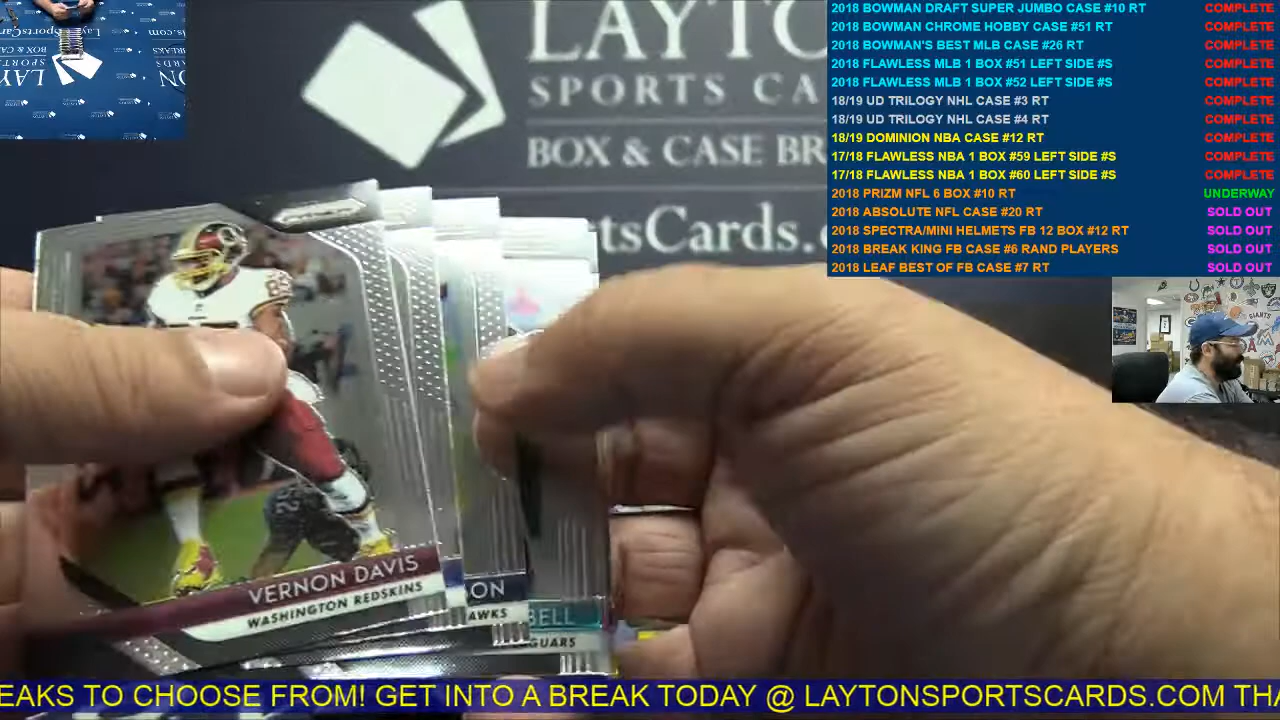 LAYTO
SPORTS CA
BOX & CASE BR
tsCards.
2018 BOWMAN DRAFT SUPER JUMBO CASE #10 RT COMPLETE
2018 BOWMAN CHROME HOBBY CASE #51 RT COMPLETE
2018 BOWMAN'S BEST MLB CASE #26 RT COMPLETE
2018 FLAWLESS MLB 1 BOX #51 LEFT SIDE #S COMPLETE
2018 FLAWLESS MLB 1 BOX #52 LEFT SIDE #S COMPLETE
18/19 UD TRILOGY NHL CASE #3 RT COMPLETE
18/19 UD TRILOGY NHL CASE #4 RT COMPLETE
18/19 DOMINION NBA CASE #12 RT COMPLETE
17/18 FLAWLESS NBA 1 BOX #59 LEFT SIDE #S COMPLETE
17/18 FLAWLESS NBA 1 BOX #60 LEFT SIDE #S COMPLETE
2018 PRIZM NFL 6 BOX #10 RT UNDERWAY
2018 ABSOLUTE NFL CASE #20 RT SOLD OUT
2018 SPECTRA/MINI HELMETS FB 12 BOX #12 RT SOLD OUT
2018 BREAK KING FB CASE #6 RAND PLAYERS SOLD OUT
2018 LEAF BEST OF FB CASE #7 RT SOLD OUT
VERNON DAVIS
WASHINGTON REDSKINS
ON
AWKS
BELL
GUARS
EAKS TO CHOOSE FROM! GET INTO A BREAK TODAY @ LAYTONSPORTSCARDS.COM THA